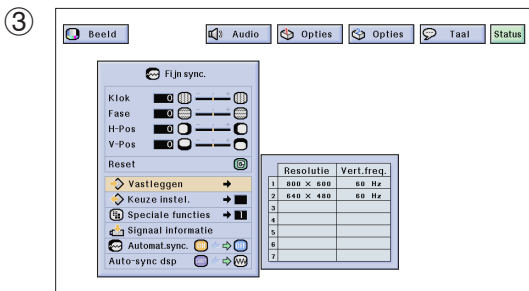 3
Beeld Audio Opties Opties Taal Status
Fijn sync.
Klok 0
Fase 0
H-Pos 0
V-Pos 0
Reset
Vastleggen
Keuze instel.
Speciale functies 1
Signaal informatie
Automat.sync.
Auto-sync dsp
Resolutie Vert.freq.
1 800 × 600 60 Hz
2 640 × 480 60 Hz
3
4
5
6
7